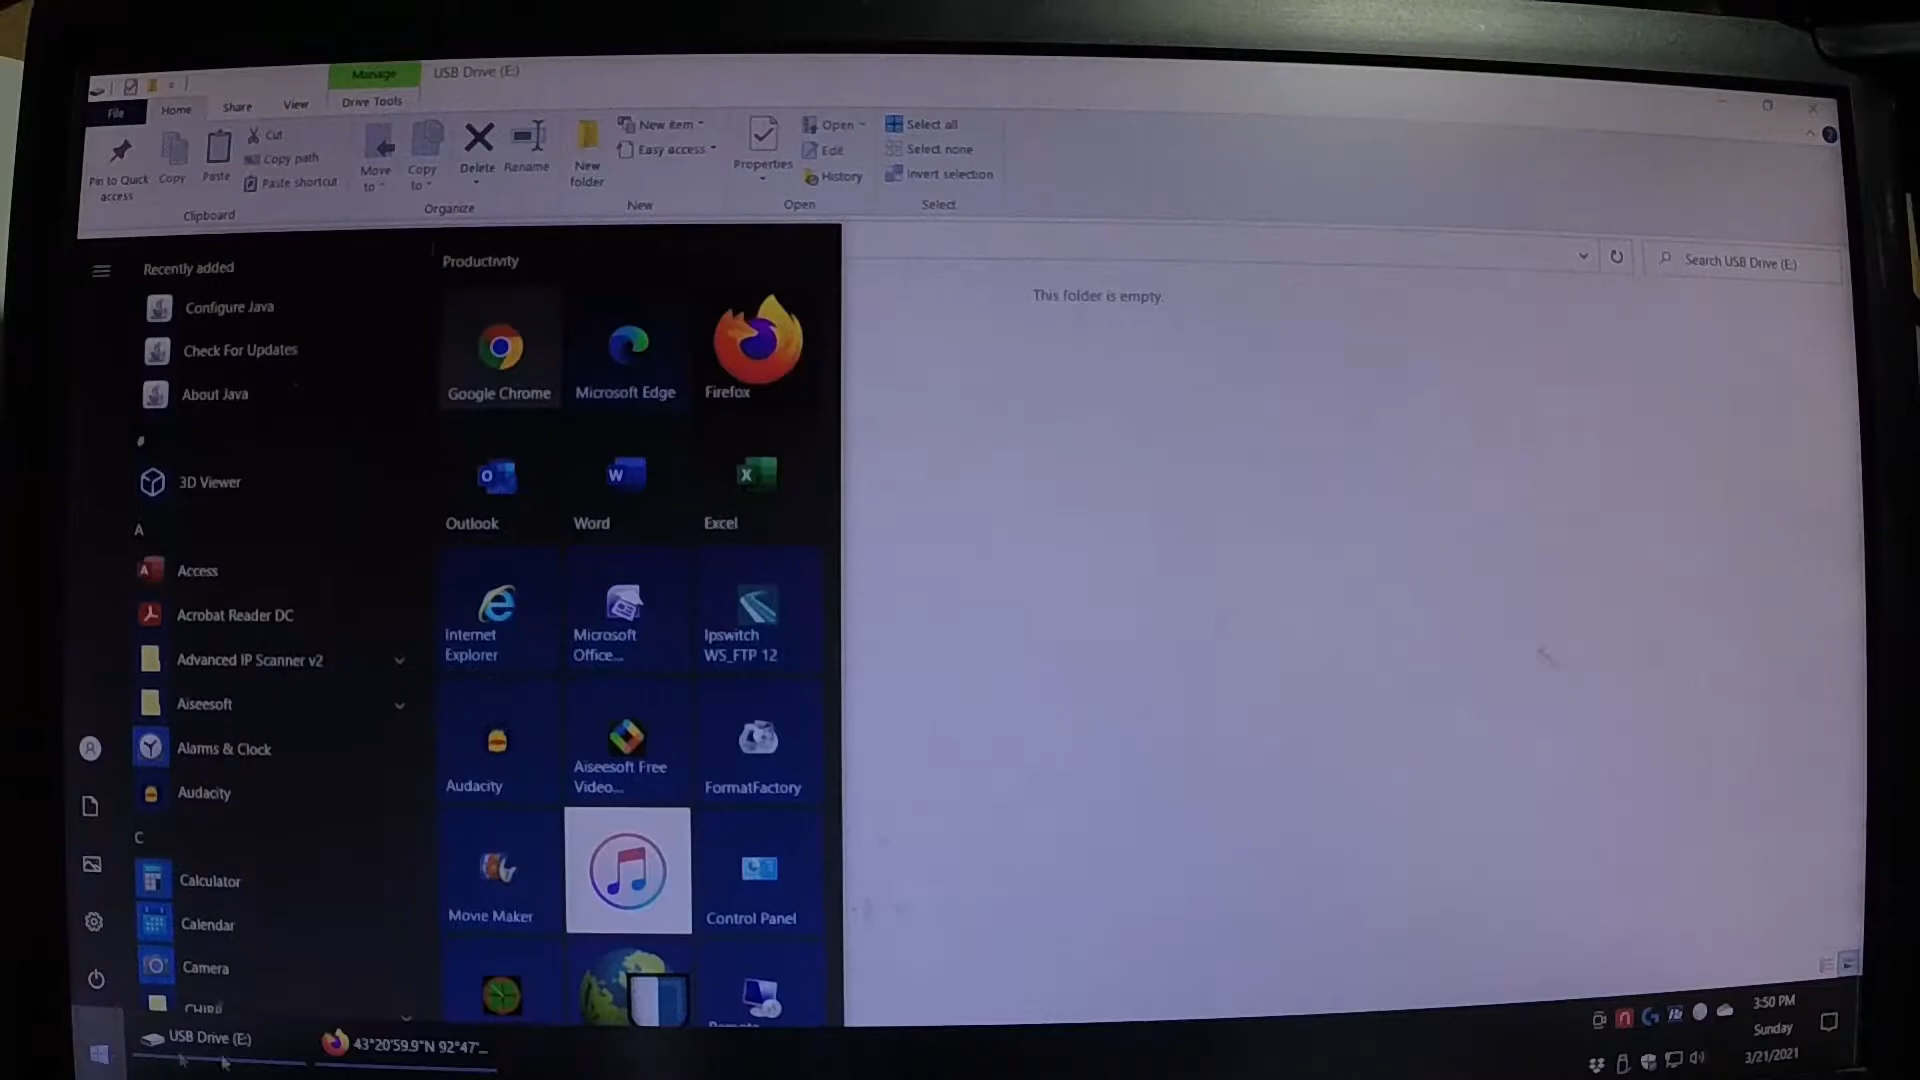 Manage
USB Drive (E:)
File
Home
Share
View
Drive Tools
Pin to Quick
access
Copy
Paste
Cut
Copy path
Paste shortcut
Clipboard
Move
to
Copy
to
Delete
Rename
Organize
New
folder
New item
Easy access
New
Properties
Open
Edit
History
Open
Select all
Select none
Invert selection
Select
Search USB Drive (E:)
This folder is empty.
Recently added
Configure Java
Check For Updates
About Java
#
3D Viewer
A
Access
Acrobat Reader DC
Advanced IP Scanner v2
Aiseesoft
Alarms & Clock
Audacity
C
Calculator
Calendar
Camera
Productivity
Google Chrome
Microsoft Edge
Firefox
Outlook
Word
Excel
Internet
Explorer
Microsoft
Office...
Ipswitch
WS_FTP 12
Audacity
Aiseesoft Free
Video...
FormatFactory
Movie Maker
Control Panel
USB Drive (E:)
43°20'59.9"N 92°47'...
3:50 PM
Sunday
3/21/2021